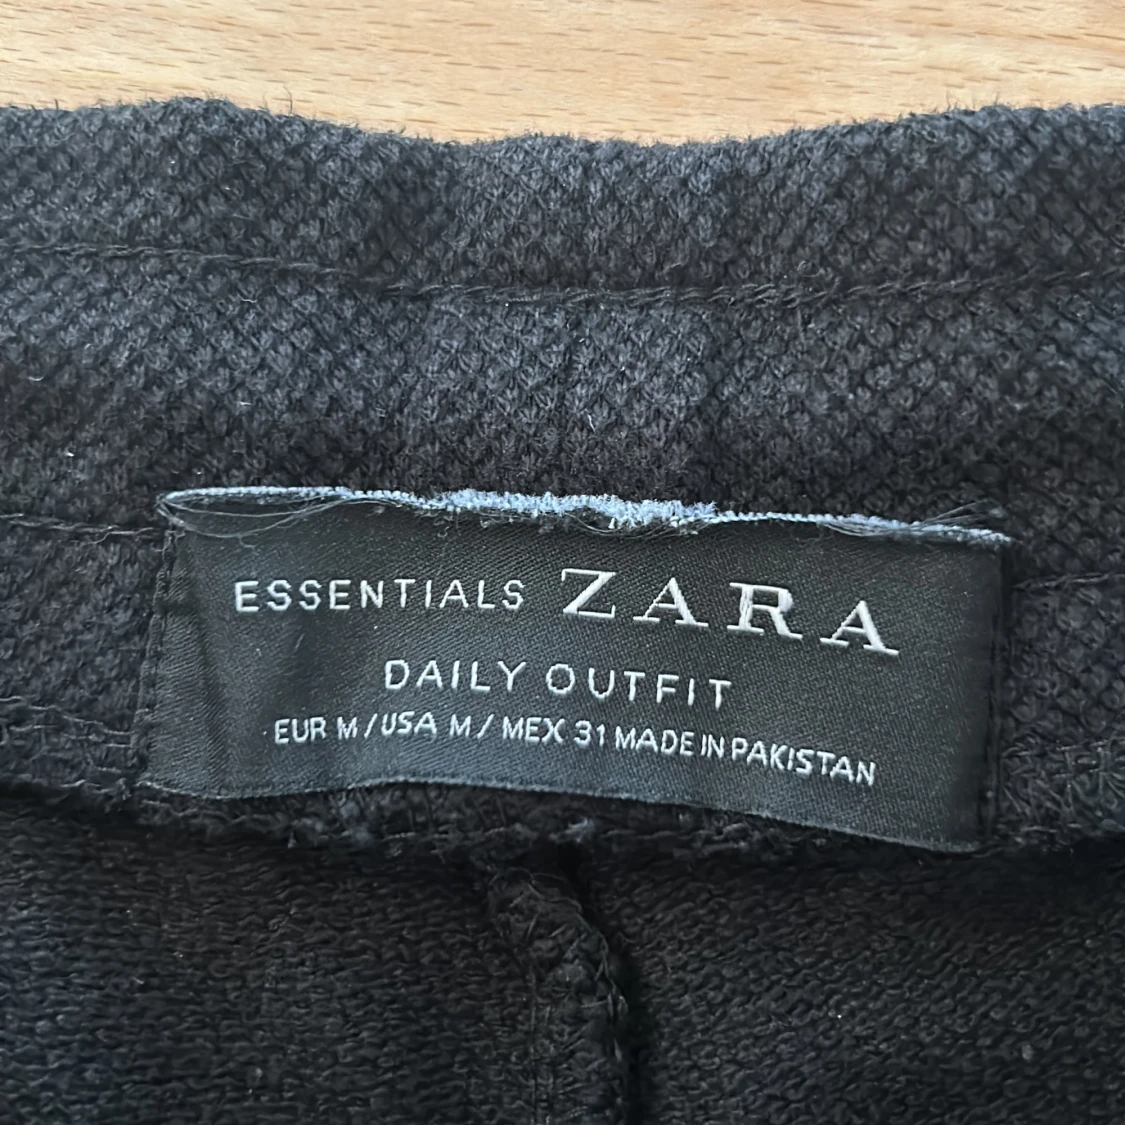 ESSENTIALS ZARA
DAILY OUTFIT
EUR M / USA M / MEX 31 MADE IN PAKISTAN